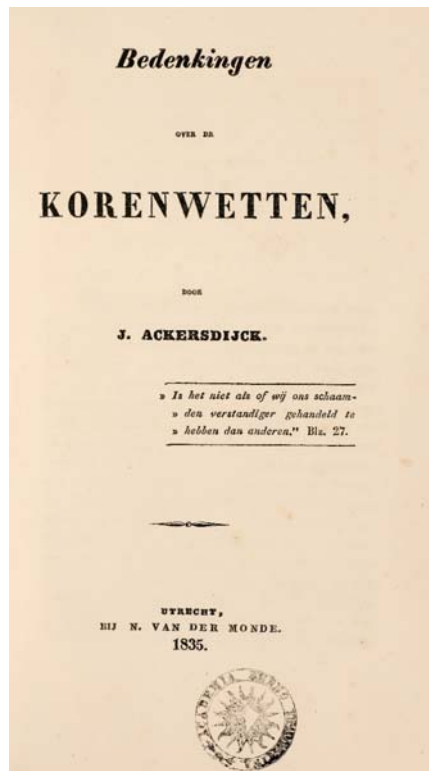 Bedenkingen
OVER DE
KORENWETTEN,
DOOR
J. ACKERSDIJCK.
» Is het niet als of wij ons schaam-
» den verstandiger gehandeld te
» hebben dan anderen." Blz. 27.
UTRECHT,
BIJ N. VAN DER MONDE.
1835.
ACADEMIA